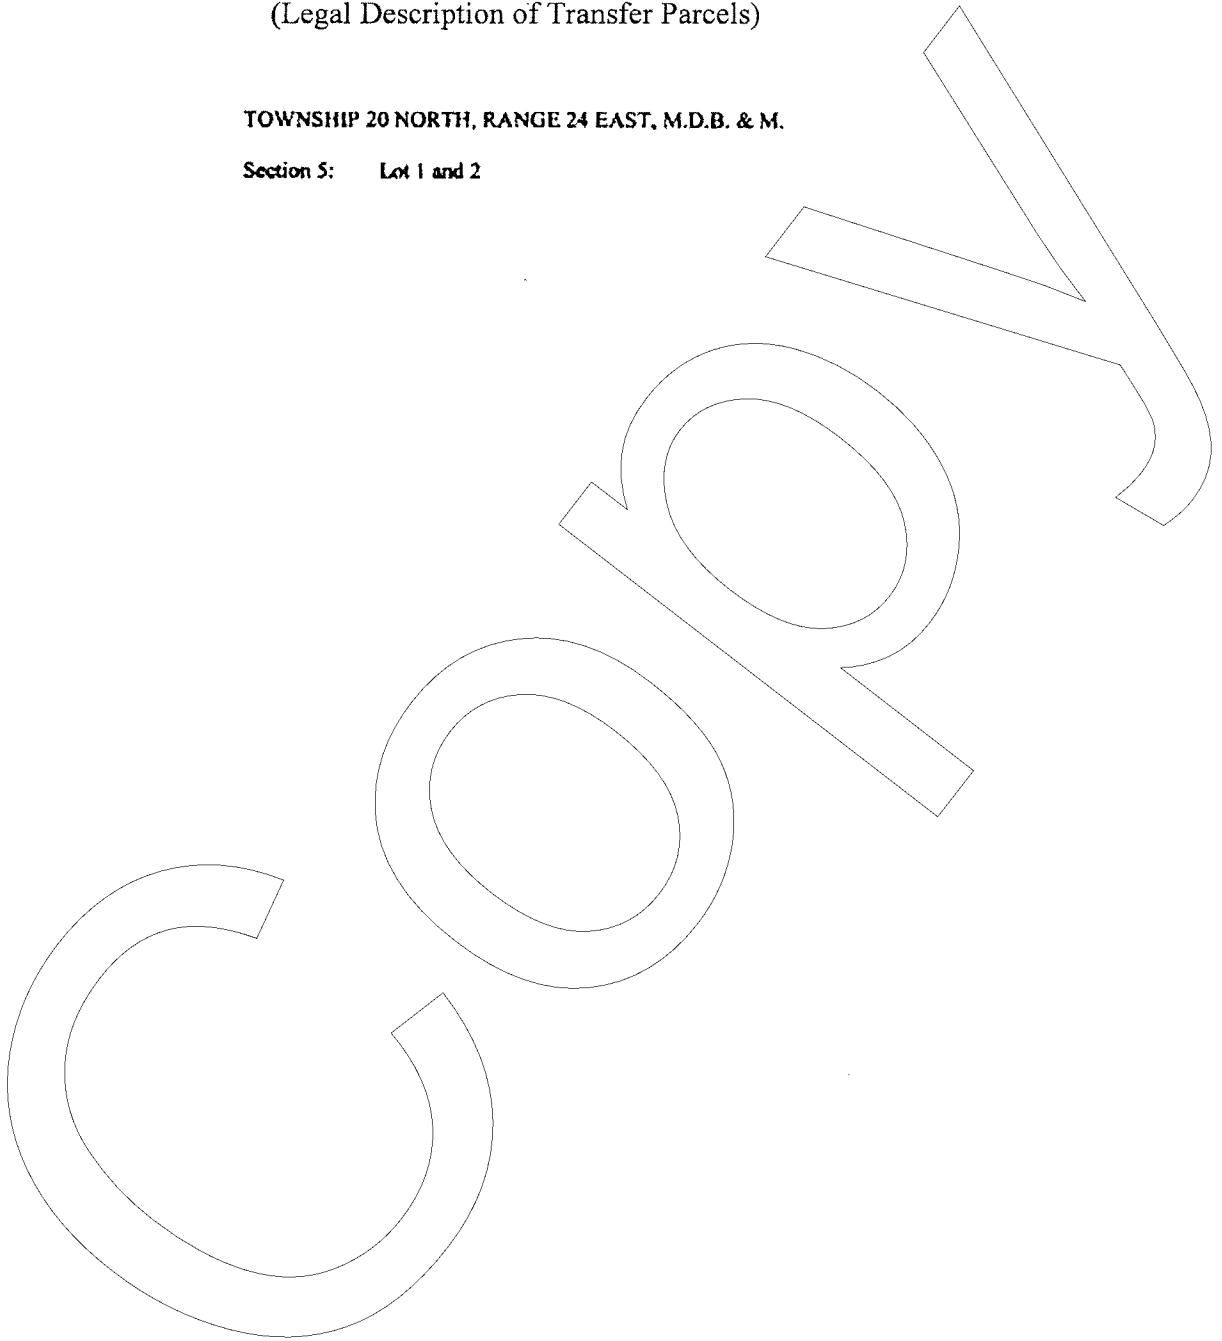 (Legal Description of Transfer Parcels)
TOWNSHIP 20 NORTH, RANGE 24 EAST, M.D.B. & M.
Section 5: Lot 1 and 2
Copy